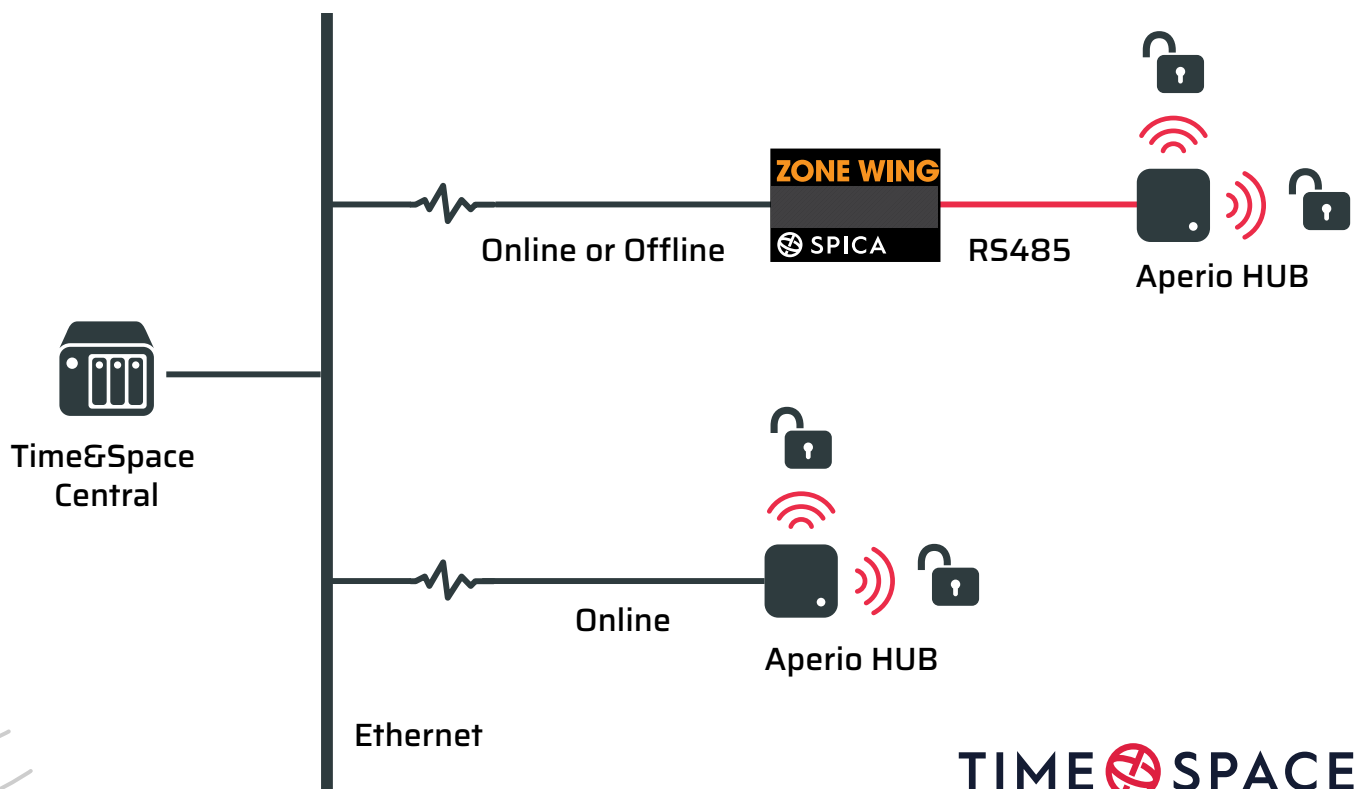 ZONE WING
SPICA
Online or Offline
RS485
Aperio HUB
Time&Space
Central
Online
Aperio HUB
Ethernet
TIME SPACE